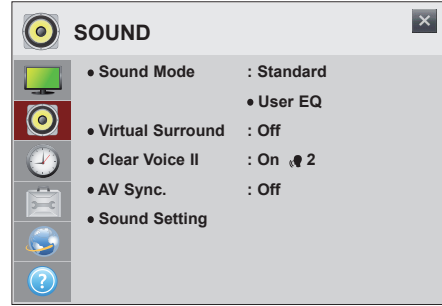 SOUND
• Sound Mode : Standard
• User EQ
• Virtual Surround : Off
• Clear Voice II : On 2
• AV Sync. : Off
• Sound Setting
?